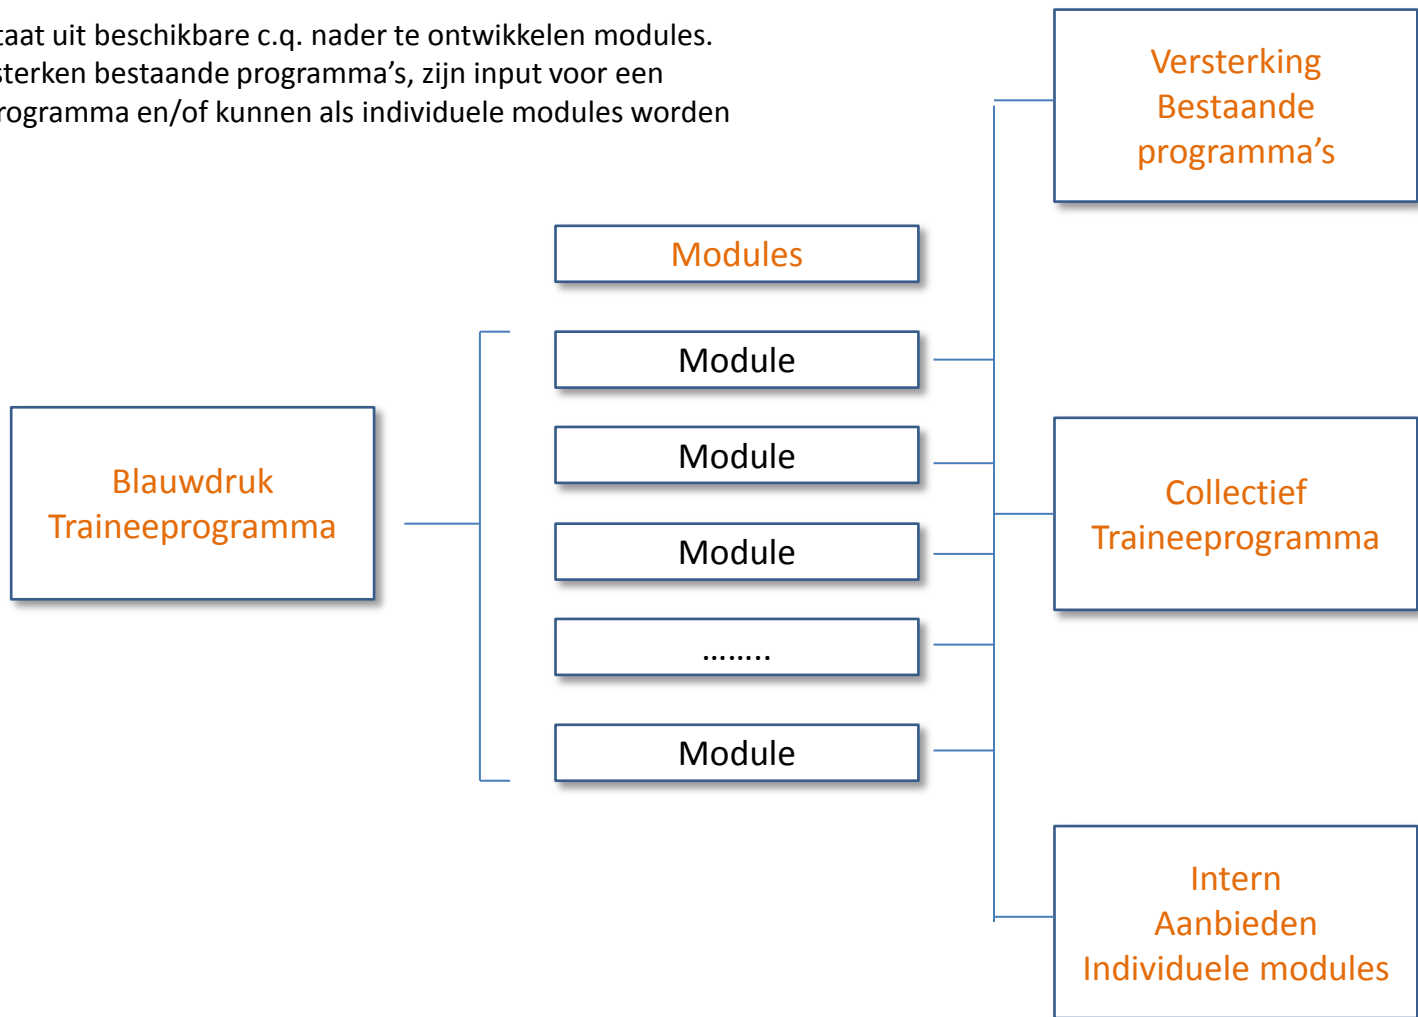 taat uit beschikbare c.q. nader te ontwikkelen modules.
sterken bestaande programma’s, zijn input voor een
rogramma en/of kunnen als individuele modules worden
Versterking
Bestaande
programma’s
Modules
Module
Module
Module
……..
Module
Blauwdruk
Traineeprogramma
Collectief
Traineeprogramma
Intern
Aanbieden
Individuele modules